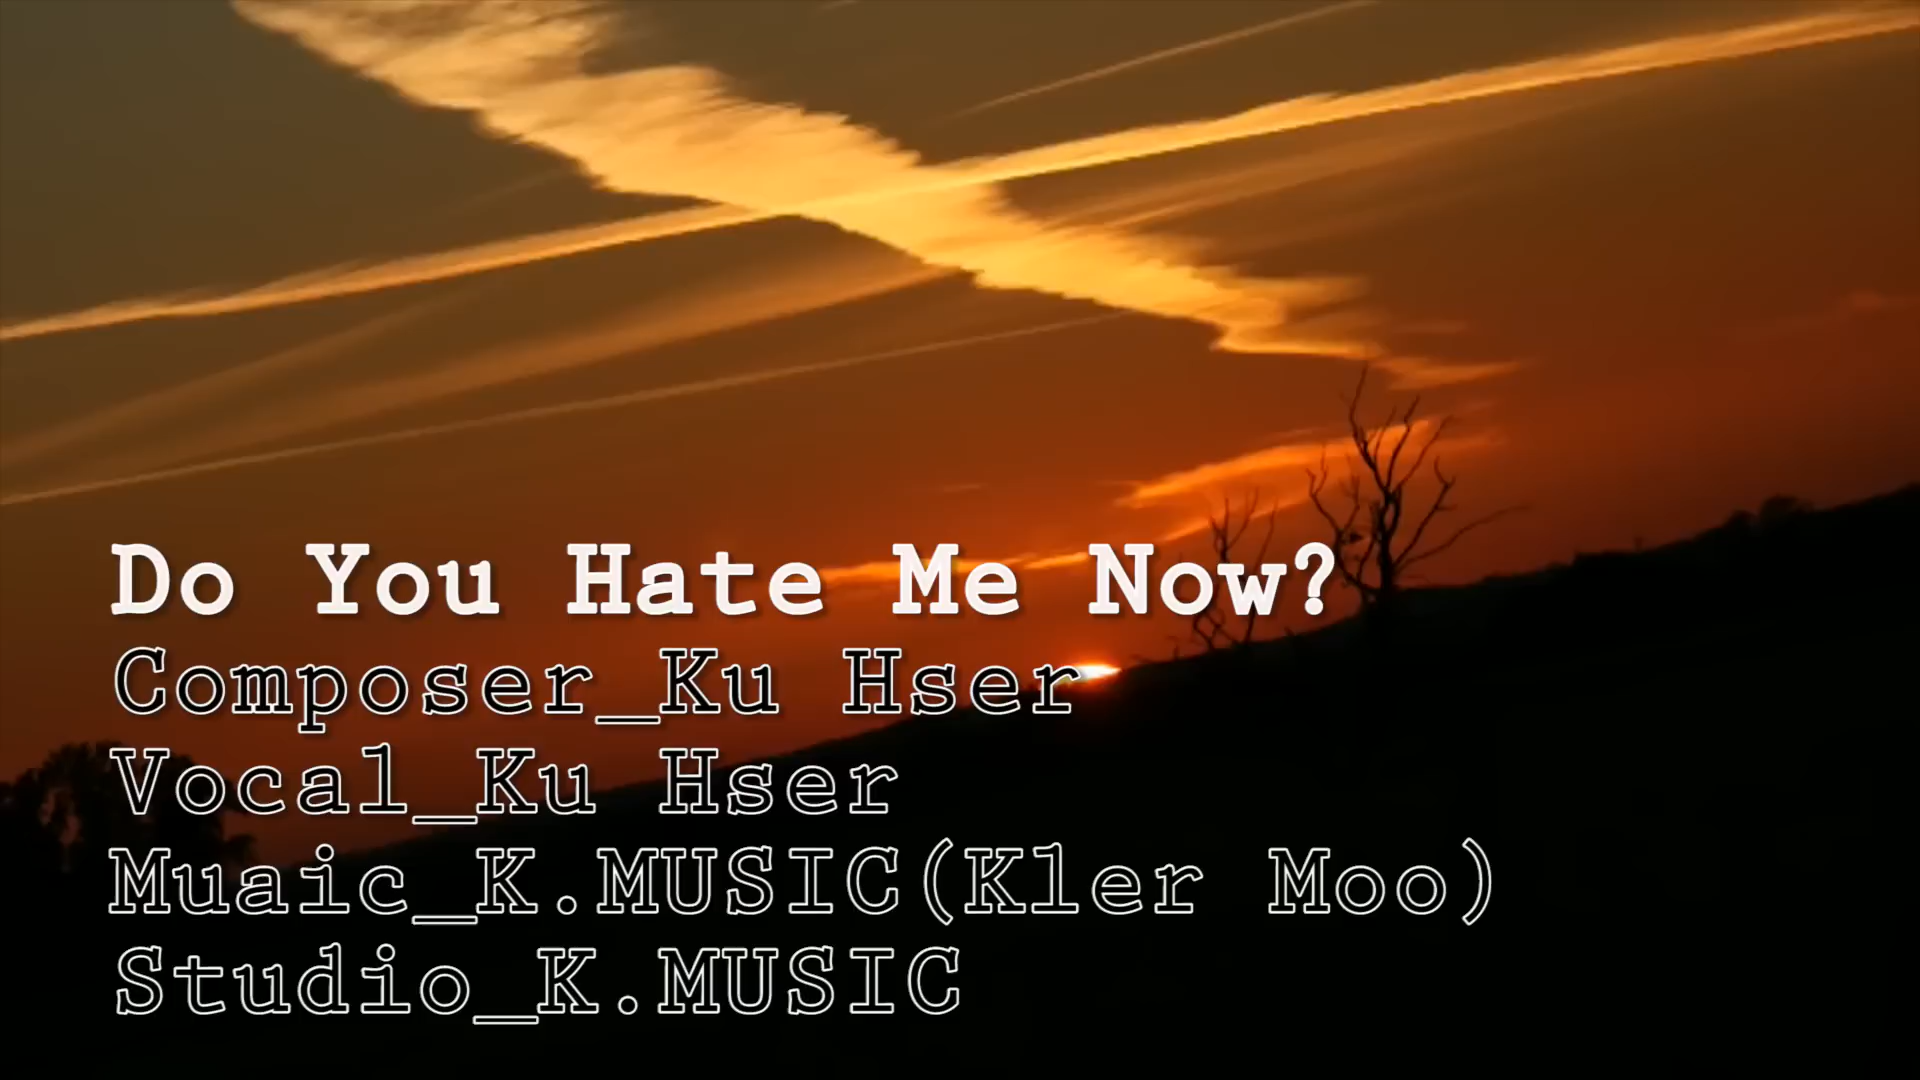 Do You Hate Me Now?
Composer_Ku Hser
Vocal_Ku Hser
Muaic_K.MUSIC(Kler Moo)
Studio_K.MUSIC